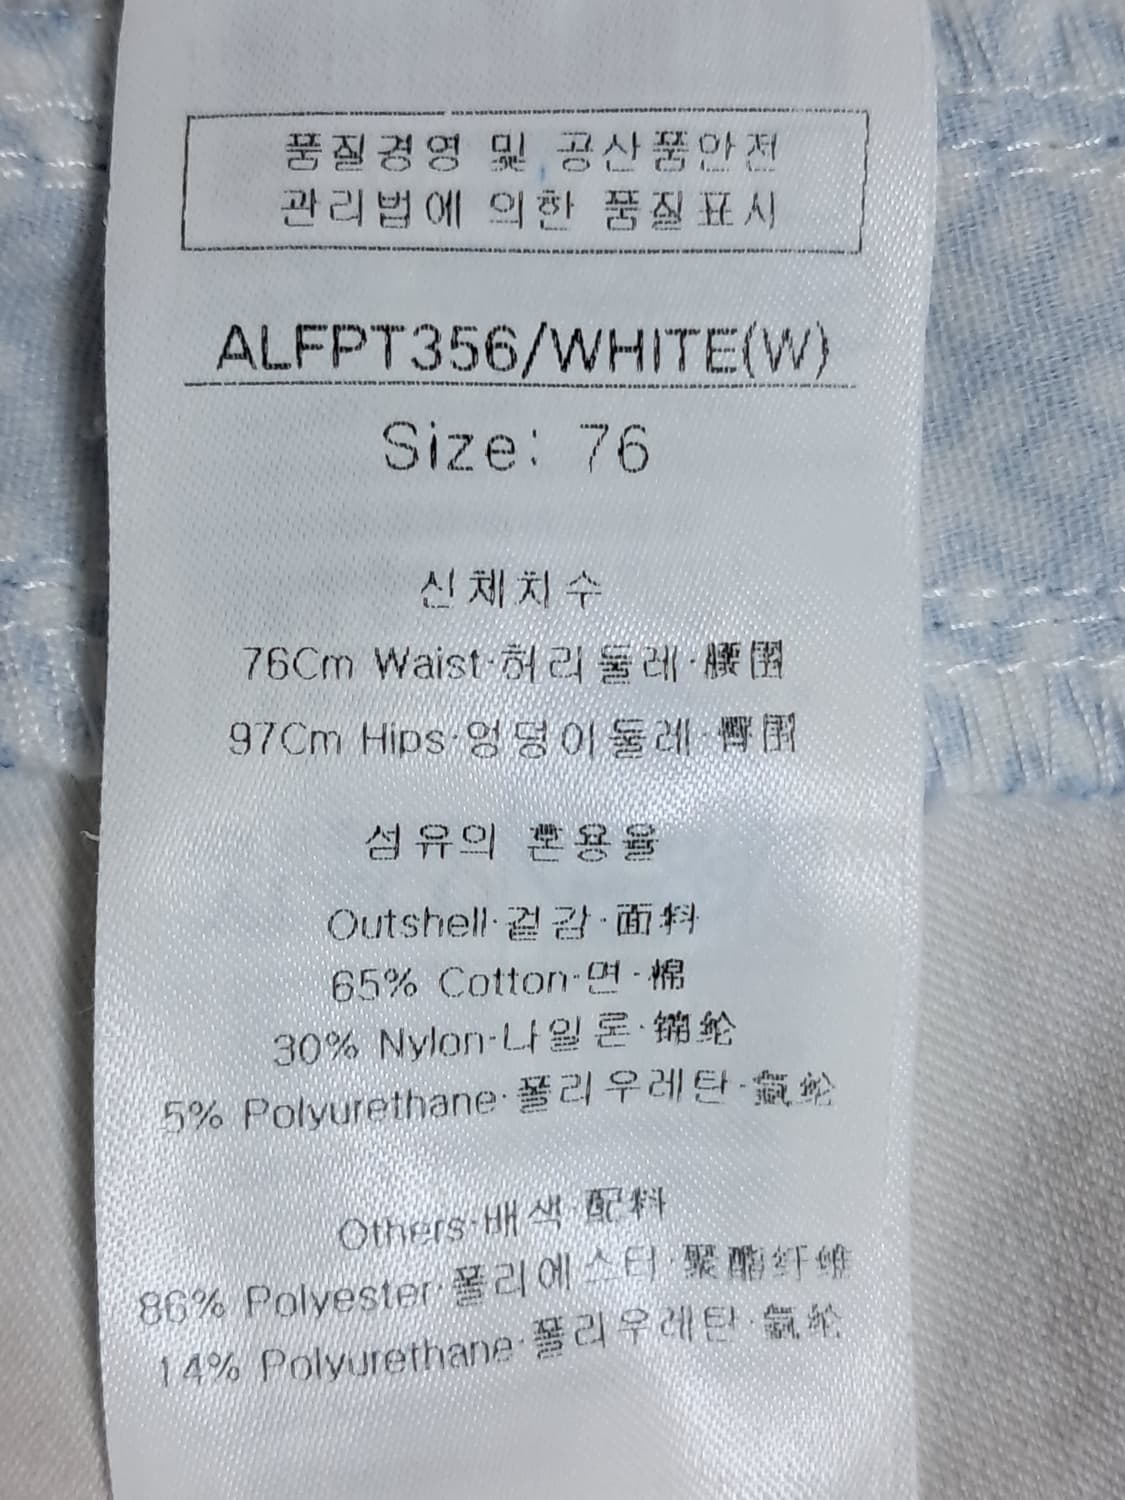 품질경영 및 공산품안전
관리법에 의한 품질표시
ALFPT356/WHITE(W)
Size: 76
신체치수
76Cm Waist·허리둘레·腰围
97Cm Hips·엉덩이둘레·臀围
섬유의 혼용율
Outshell·겉감·面料
65% Cotton·면·棉
30% Nylon·나일론·锦纶
5% Polyurethane·폴리우레탄·氨纶
Others·배색·配料
86% Polyester·폴리에스터·聚酯纤维
14% Polyurethane·폴리우레탄·氨纶